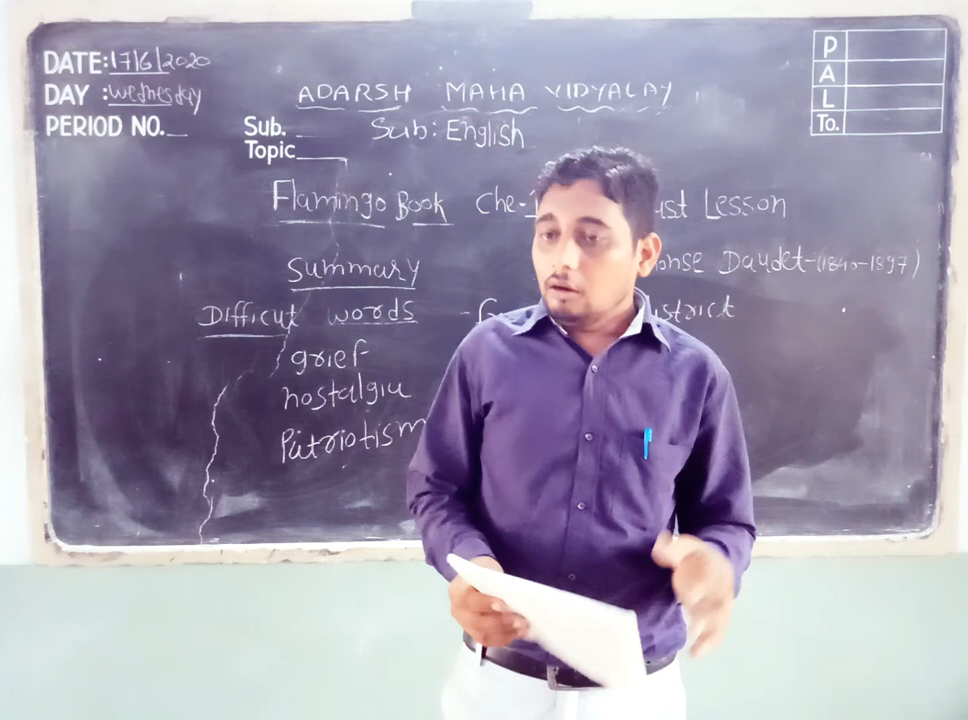 DATE: 17/6/2020
DAY : Wednesday
PERIOD NO.
P
A
L
To.
ADARSH MAHA VIDYALAY
Sub. Sub: English
Topic
Flamingo Book Che-1 Lesson
Summary Daudet-(1840-1897)
Difficut words
grief
nostalgia
Patriotism